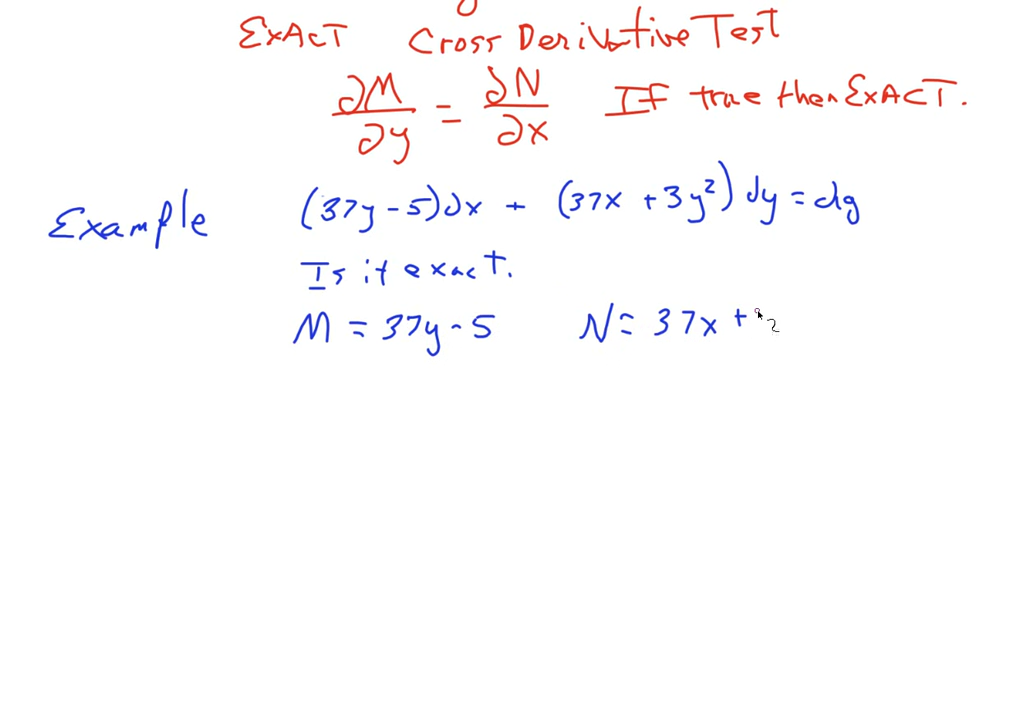 EXACT Cross Derivative Test
∂M/∂y = ∂N/∂x If true then EXACT.
Example (37y - 5)dx + (37x + 3y²) dy = dg
Is it exact.
M = 37y - 5 N = 37x +